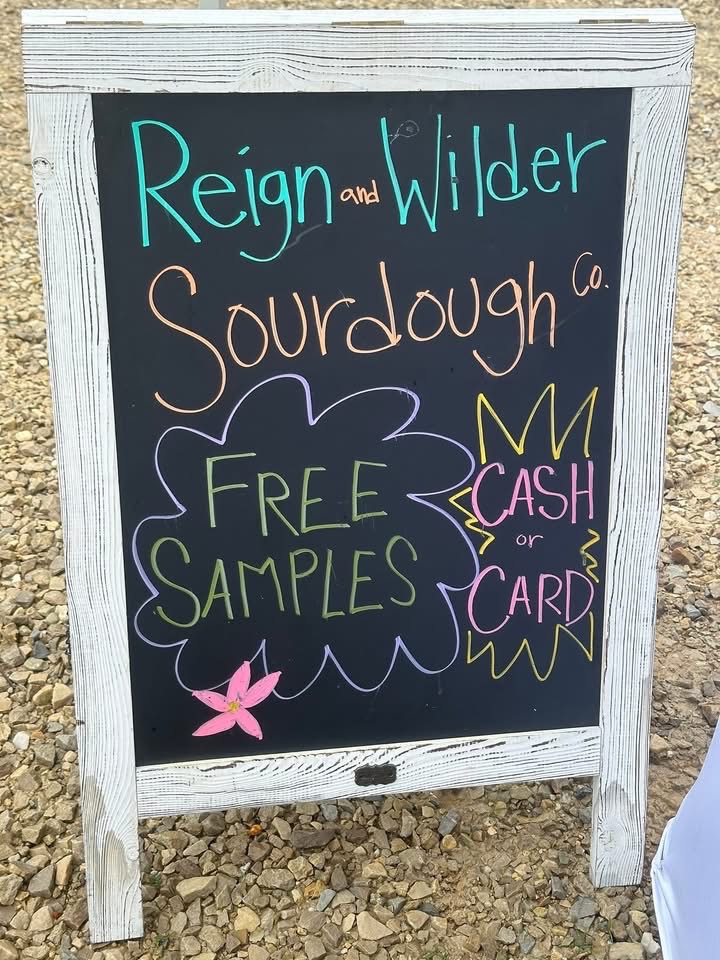 Reign and Wilder
Sourdough Co.
FREE
SAMPLES
CASH
or
CARD